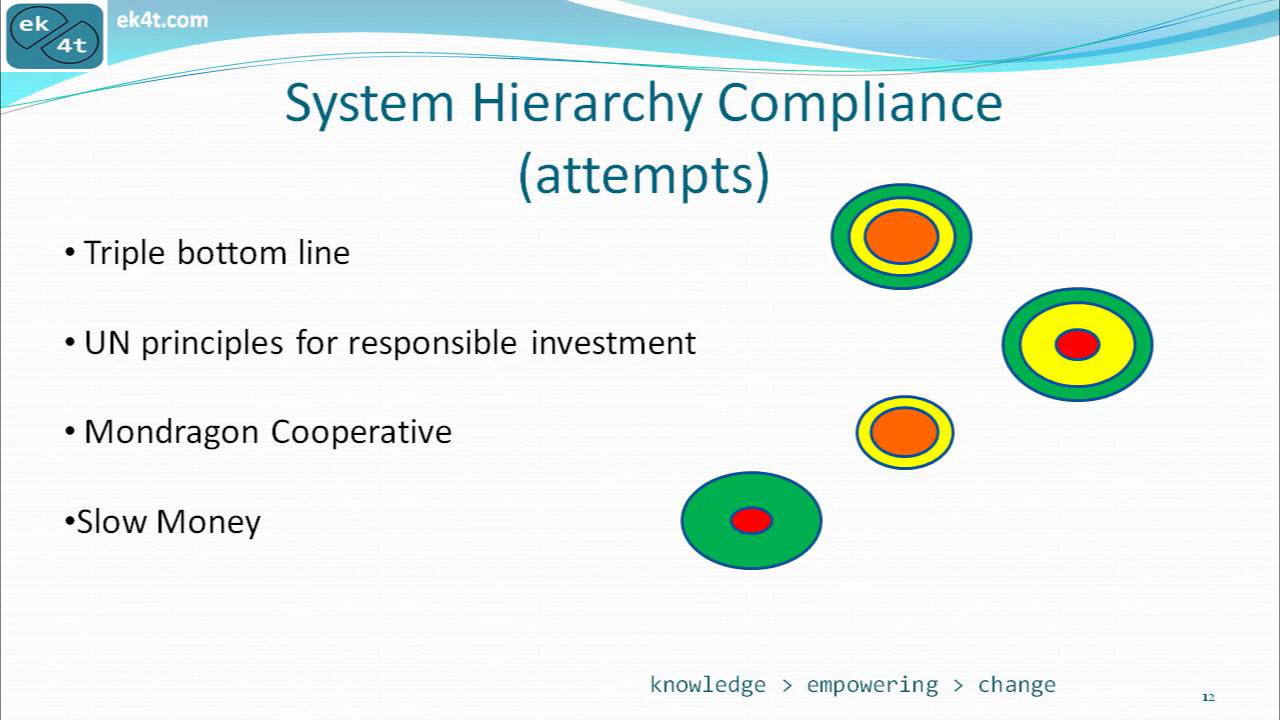 ek
4t
ek4t.com
System Hierarchy Compliance
(attempts)
• Triple bottom line
• UN principles for responsible investment
• Mondragon Cooperative
•Slow Money
knowledge > empowering > change
12